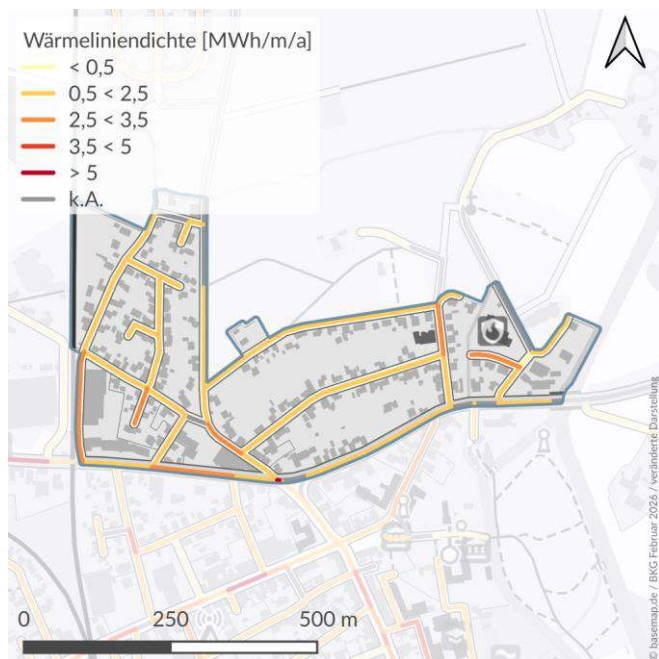 Wärmeliniendichte [MWh/m/a]
< 0,5
0,5 < 2,5
2,5 < 3,5
3,5 < 5
> 5
k.A.
0 250 500 m
© basemap.de / BKG Februar 2026 / veränderte Darstellung